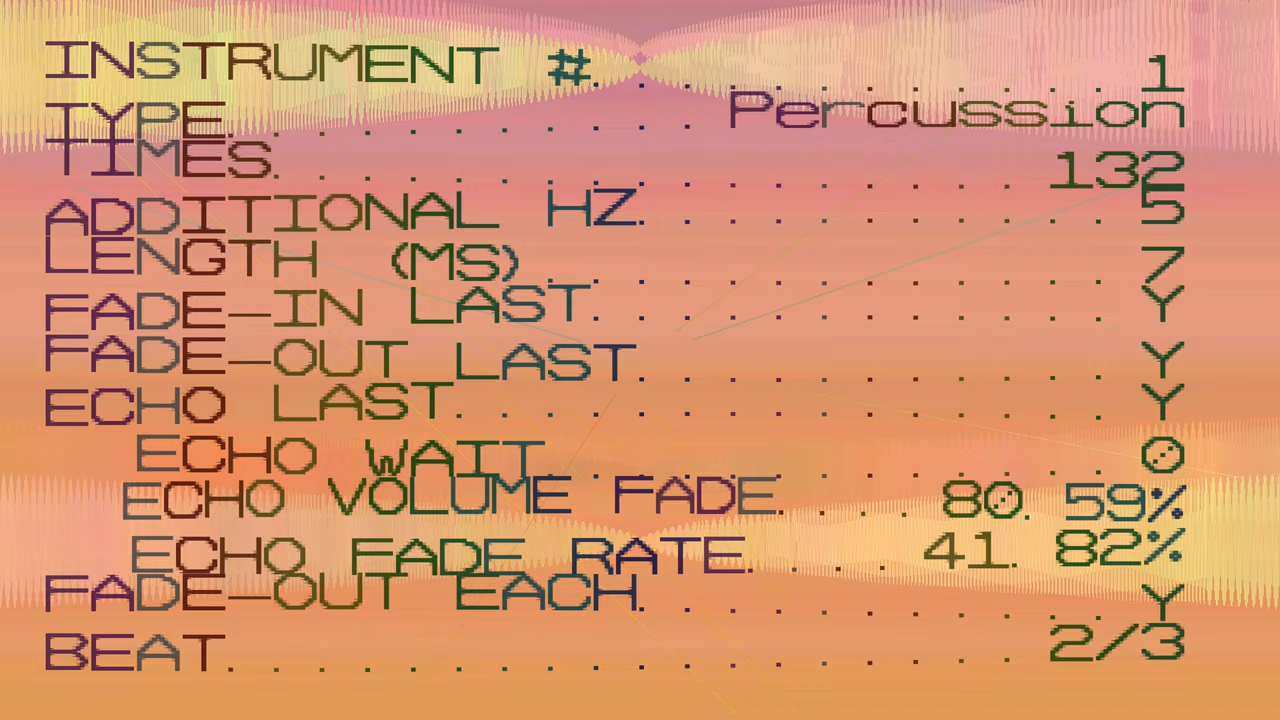 INSTRUMENT #. . . . . . . . . . . . 1
TYPE. . . . . . . . . . . Percussion
TIMES. . . . . . . . . . . . . . . . . 132
ADDITIONAL HZ. . . . . . . . . . . 5
LENGTH (MS). . . . . . . . . . . . . 7
FADE-IN LAST. . . . . . . . . . . . Y
FADE-OUT LAST. . . . . . . . . . . Y
ECHO LAST. . . . . . . . . . . . . . . Y
ECHO WAIT. . . . . . . . . . . . . 0
ECHO VOLUME FADE. . . . 80. 59%
ECHO FADE RATE. . . . 41. 82%
FADE-OUT EACH. . . . . . . . . . . Y
BEAT. . . . . . . . . . . . . . . . . . 2/3